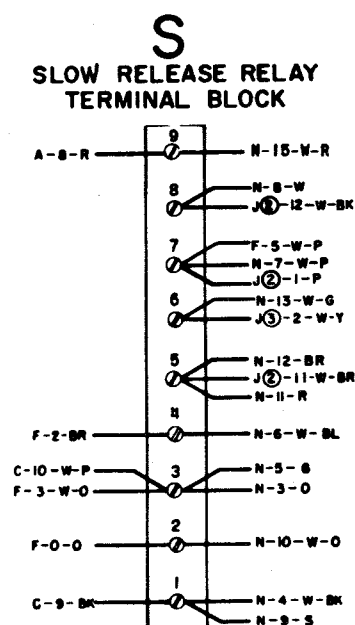 S
SLOW RELEASE RELAY
TERMINAL BLOCK
9
A-8-R N-15-W-R
8
N-8-W
J②-12-W-BK
7
F-5-W-P
N-7-W-P
J②-1-P
6
N-13-W-G
J③-2-W-Y
5
N-12-BR
J②-11-W-BR
N-11-R
4
F-2-BR N-6-W-BL
3
C-10-W-P N-5-G
F-3-W-O N-3-O
2
F-0-0 N-10-W-O
1
C-9-BK N-4-W-BK
N-9-S